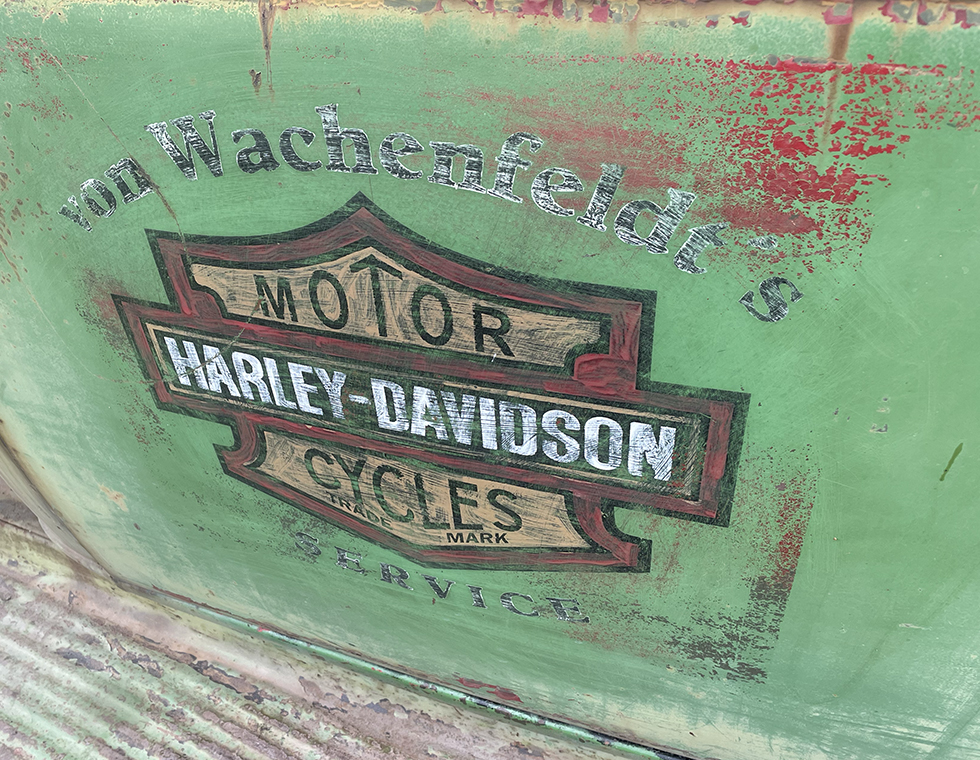 von Wachenfeldt's
MOTOR
HARLEY-DAVIDSON
CYCLES
TRADE MARK
SERVICE